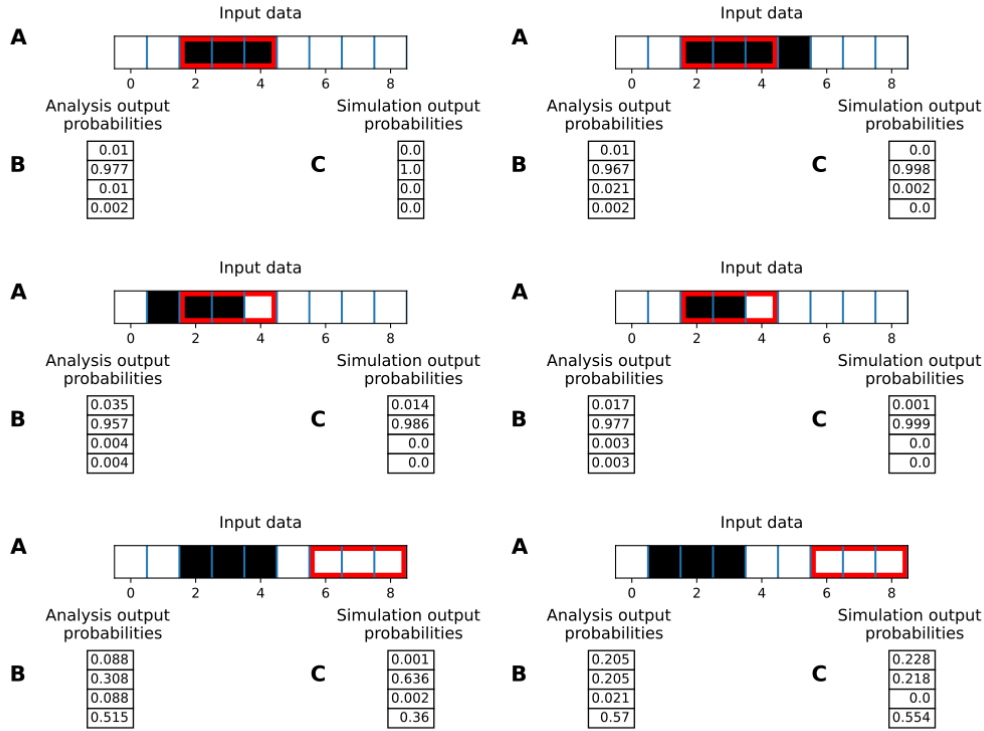 Input data
A
0 2 4 6 8
Analysis output probabilities
Simulation output probabilities
B
0.01
0.977
0.01
0.002
C
0.0
1.0
0.0
0.0
Input data
A
0 2 4 6 8
Analysis output probabilities
Simulation output probabilities
B
0.01
0.967
0.021
0.002
C
0.0
0.998
0.002
0.0
Input data
A
0 2 4 6 8
Analysis output probabilities
Simulation output probabilities
B
0.035
0.957
0.004
0.004
C
0.014
0.986
0.0
0.0
Input data
A
0 2 4 6 8
Analysis output probabilities
Simulation output probabilities
B
0.017
0.977
0.003
0.003
C
0.001
0.999
0.0
0.0
Input data
A
0 2 4 6 8
Analysis output probabilities
Simulation output probabilities
B
0.088
0.308
0.088
0.515
C
0.001
0.636
0.002
0.36
Input data
A
0 2 4 6 8
Analysis output probabilities
Simulation output probabilities
B
0.205
0.205
0.021
0.57
C
0.228
0.218
0.0
0.554